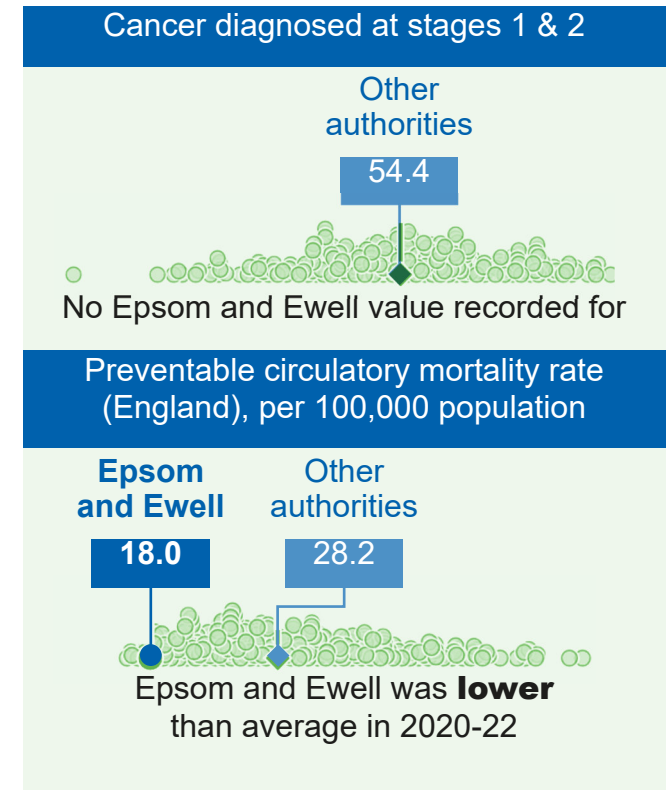 Cancer diagnosed at stages 1 & 2
Other
authorities
54.4
No Epsom and Ewell value recorded for
Preventable circulatory mortality rate
(England), per 100,000 population
Epsom
and Ewell
Other
authorities
18.0
28.2
Epsom and Ewell was lower
than average in 2020-22